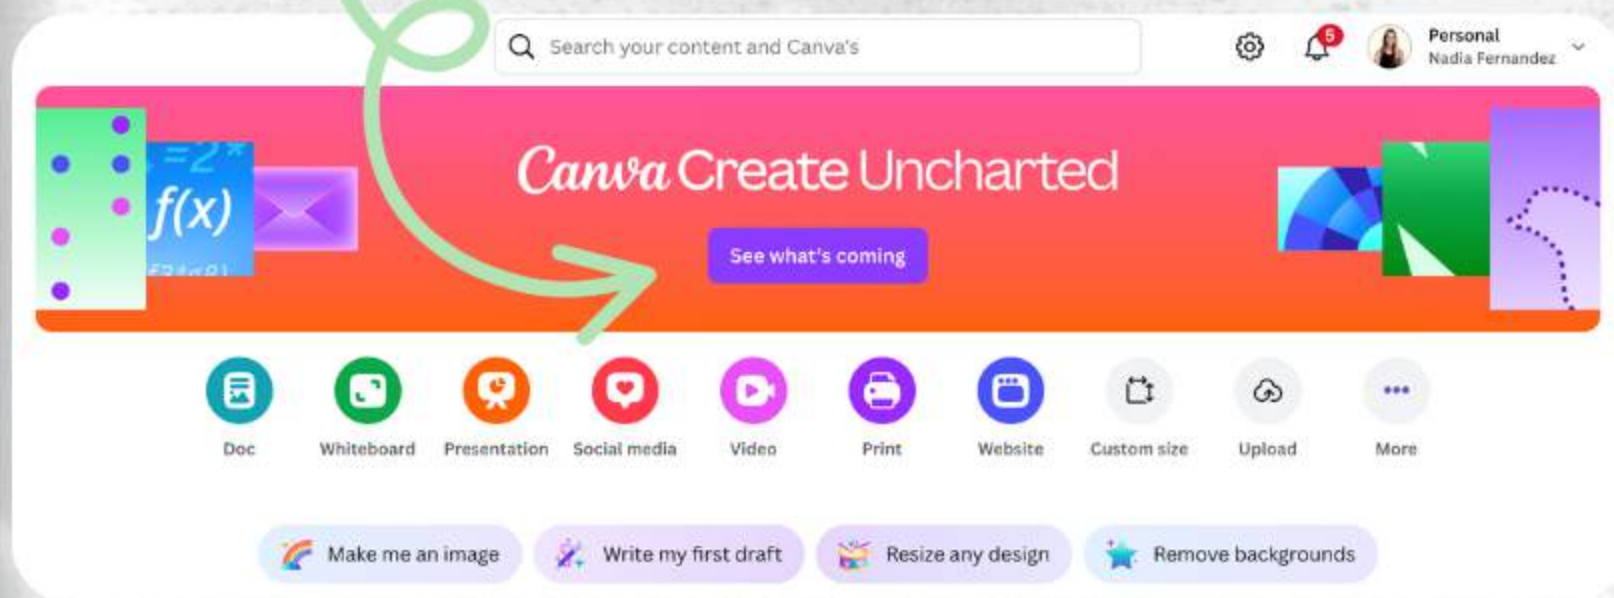 Search your content and Canva's
5
Personal
Nadia Fernandez
=2*
f(x)
Canva Create Uncharted
See what's coming
Doc
Whiteboard
Presentation
Social media
Video
Print
Website
Custom size
Upload
More
Make me an image
Write my first draft
Resize any design
Remove backgrounds